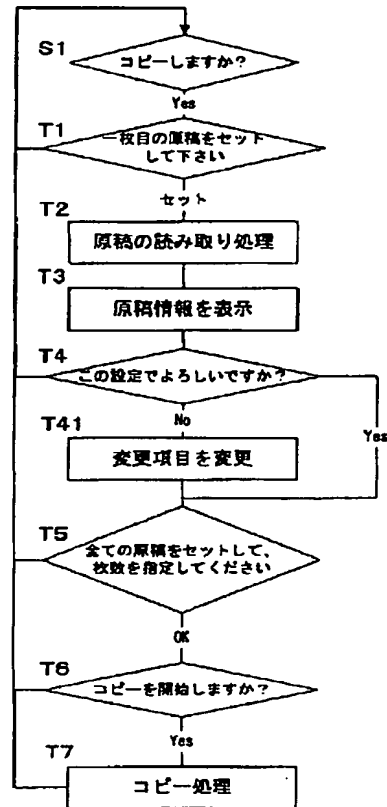 S1
コピーしますか？
Yes
T1
一枚目の原稿をセット
して下さい
セット
T2
原稿の読み取り処理
T3
原稿情報を表示
T4
この設定でよろしいですか？
No
Yes
T41
変更項目を変更
T5
全ての原稿をセットして、
枚数を指定してください
OK
T6
コピーを開始しますか？
Yes
T7
コピー処理